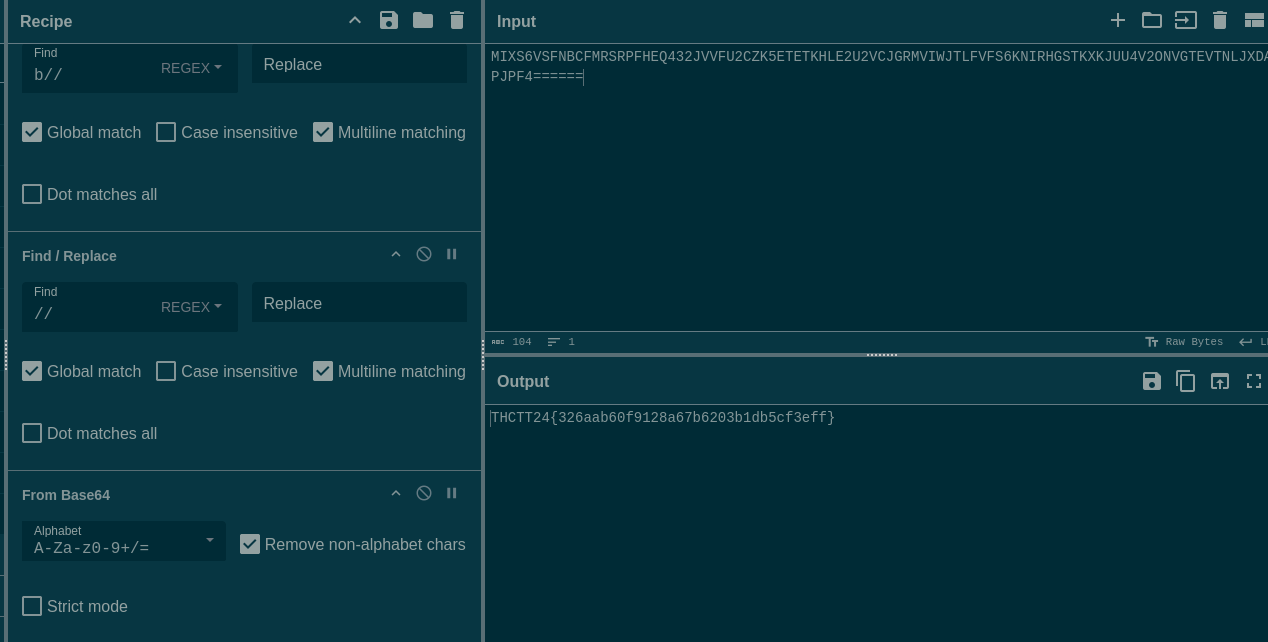 Recipe
Find
b//
REGEX
Replace
Global match
Case insensitive
Multiline matching
Dot matches all
Find / Replace
Find
//
REGEX
Replace
Global match
Case insensitive
Multiline matching
Dot matches all
From Base64
Alphabet
A-Za-z0-9+/=
Remove non-alphabet chars
Strict mode
Input
MIXS6VSFNBCFMRSRPFHEQ432JVVFU2CZK5ETETKHLE2U2VCJGRMVIWJTLFVFS6KNIRHGSTKXKJUU4V2ONVGTEVTNLJXDA
PJPF4======
ABC 104
1
Raw Bytes
Output
THCTT24{326aab60f9128a67b6203b1db5cf3eff}